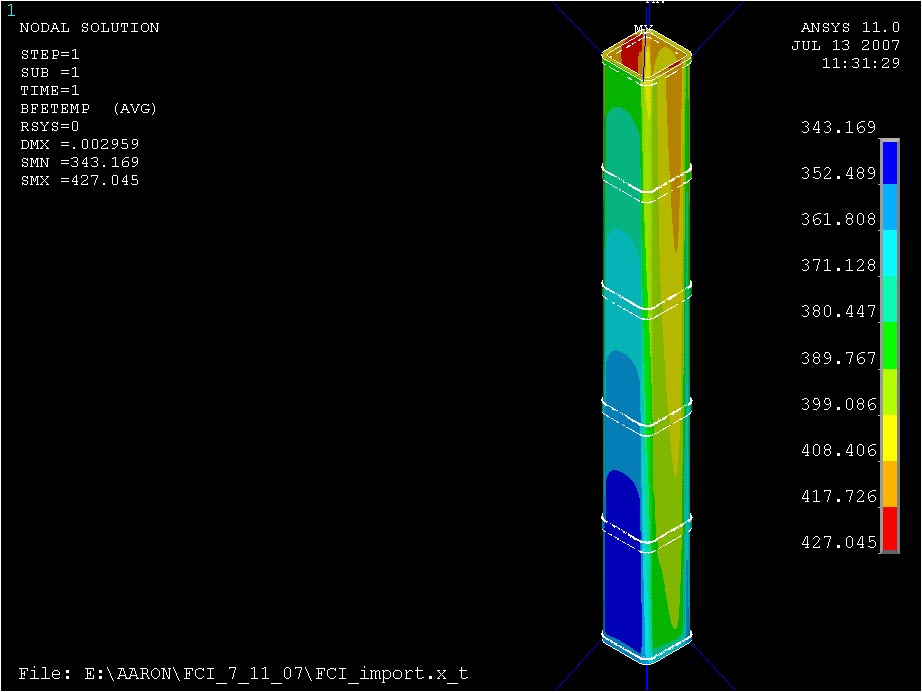 1
NODAL SOLUTION
STEP=1
SUB =1
TIME=1
BFETEMP (AVG)
RSYS=0
DMX =.002959
SMN =343.169
SMX =427.045
MX
ANSYS 11.0
JUL 13 2007
11:31:29
343.169
352.489
361.808
371.128
380.447
389.767
399.086
408.406
417.726
427.045
File: E:\AARON\FCI_7_11_07\FCI_import.x_t